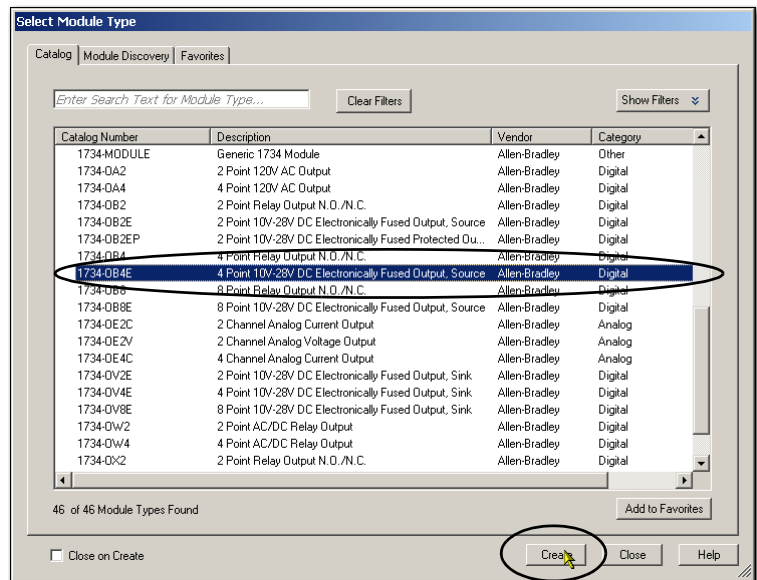 Select Module Type
Catalog Module Discovery Favorites
Enter Search Text for Module Type... Clear Filters Show Filters
Catalog Number Description Vendor Category
1734-MODULE Generic 1734 Module Allen-Bradley Other
1734-OA2 2 Point 120V AC Output Allen-Bradley Digital
1734-OA4 4 Point 120V AC Output Allen-Bradley Digital
1734-OB2 2 Point Relay Output N.O./N.C. Allen-Bradley Digital
1734-OB2E 2 Point 10V-28V DC Electronically Fused Output, Source Allen-Bradley Digital
1734-OB2EP 2 Point 10V-28V DC Electronically Fused Protected Ou... Allen-Bradley Digital
1734-OB4 4 Point Relay Output N.O./N.C. Allen-Bradley Digital
1734-OB4E 4 Point 10V-28V DC Electronically Fused Output, Source Allen-Bradley Digital
1734-OB8 8 Point Relay Output N.O./N.C. Allen-Bradley Digital
1734-OB8E 8 Point 10V-28V DC Electronically Fused Output, Source Allen-Bradley Digital
1734-OE2C 2 Channel Analog Current Output Allen-Bradley Analog
1734-OE2V 2 Channel Analog Voltage Output Allen-Bradley Analog
1734-OE4C 4 Channel Analog Current Output Allen-Bradley Analog
1734-OV2E 2 Point 10V-28V DC Electronically Fused Output, Sink Allen-Bradley Digital
1734-OV4E 4 Point 10V-28V DC Electronically Fused Output, Sink Allen-Bradley Digital
1734-OV8E 8 Point 10V-28V DC Electronically Fused Output, Sink Allen-Bradley Digital
1734-OW2 2 Point AC/DC Relay Output Allen-Bradley Digital
1734-OW4 4 Point AC/DC Relay Output Allen-Bradley Digital
1734-OX2 2 Point Relay Output N.O./N.C. Allen-Bradley Digital
46 of 46 Module Types Found Add to Favorites
Close on Create Create Close Help